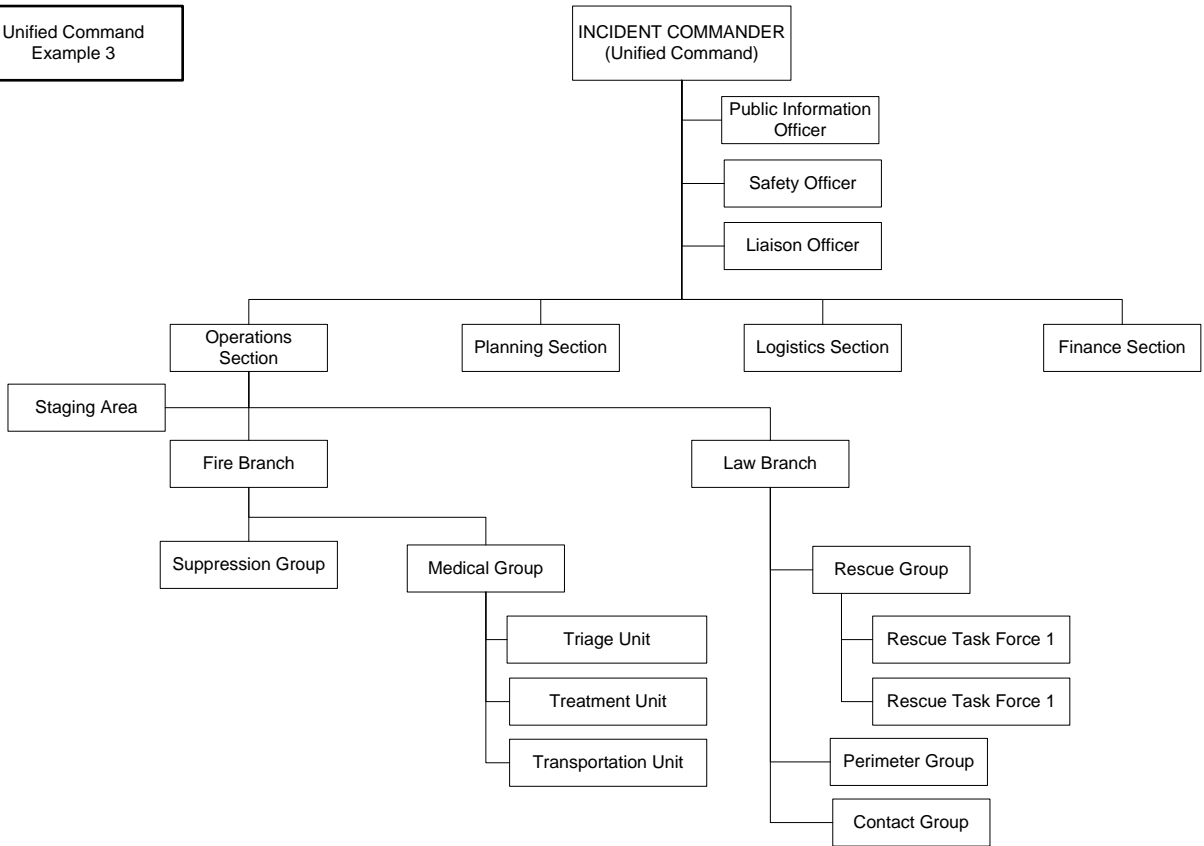 Unified Command
Example 3
INCIDENT COMMANDER
(Unified Command)
Public Information
Officer
Safety Officer
Liaison Officer
Operations
Section
Planning Section
Logistics Section
Finance Section
Staging Area
Fire Branch
Law Branch
Suppression Group
Medical Group
Triage Unit
Treatment Unit
Transportation Unit
Rescue Group
Rescue Task Force 1
Rescue Task Force 1
Perimeter Group
Contact Group